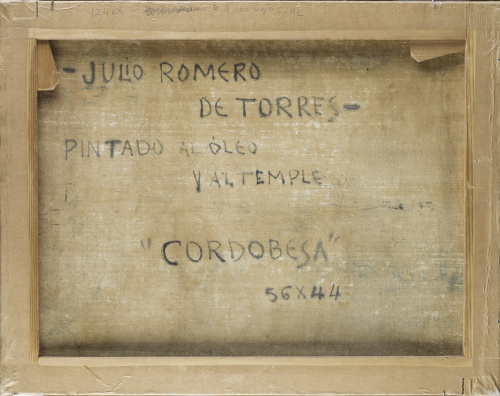 - JULIO ROMERO
DE TORRES -
PINTADO AL ÓLEO
Y AL TEMPLE
"CORDOBESA"
56X44